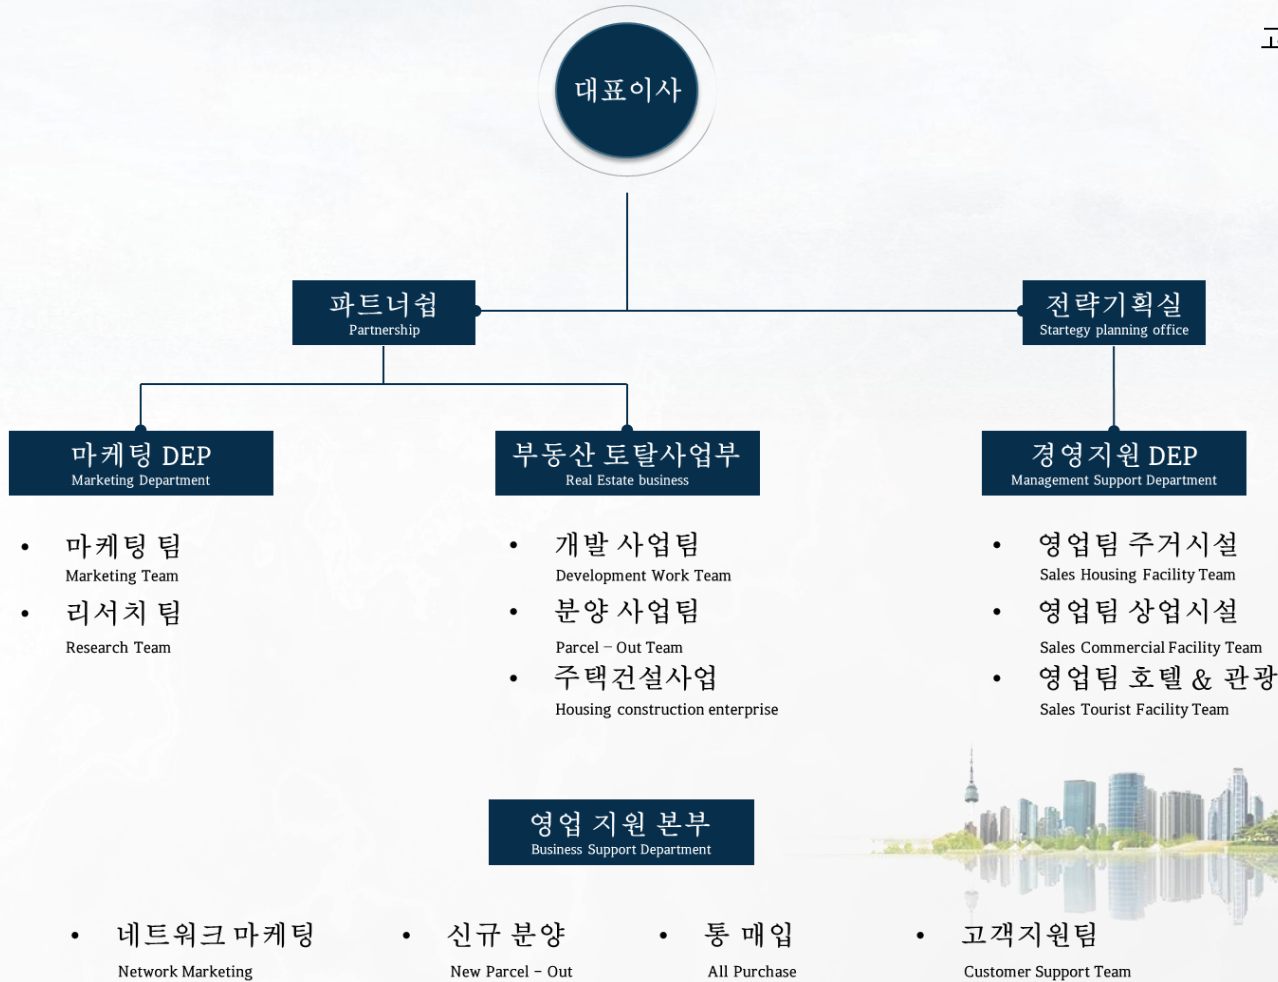 대표이사
파트너쉽
Partnership
전략기획실
Startegy planning office
마케팅 DEP
Marketing Department
부동산 토탈사업부
Real Estate business
경영지원 DEP
Management Support Department
• 마케팅 팀
Marketing Team
• 리서치 팀
Research Team
• 개발 사업팀
Development Work Team
• 분양 사업팀
Parcel – Out Team
• 주택건설사업
Housing construction enterprise
• 영업팀 주거시설
Sales Housing Facility Team
• 영업팀 상업시설
Sales Commercial Facility Team
• 영업팀 호텔 & 관광
Sales Tourist Facility Team
영업 지원 본부
Business Support Department
• 네트워크 마케팅
Network Marketing
• 신규 분양
New Parcel – Out
• 통 매입
All Purchase
• 고객지원팀
Customer Support Team